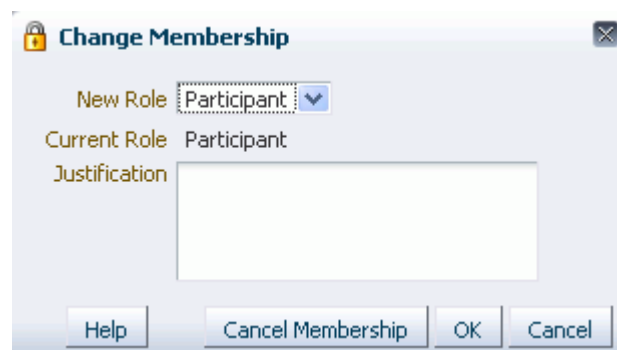 Change Membership
New Role Participant
Current Role Participant
Justification
Help Cancel Membership OK Cancel